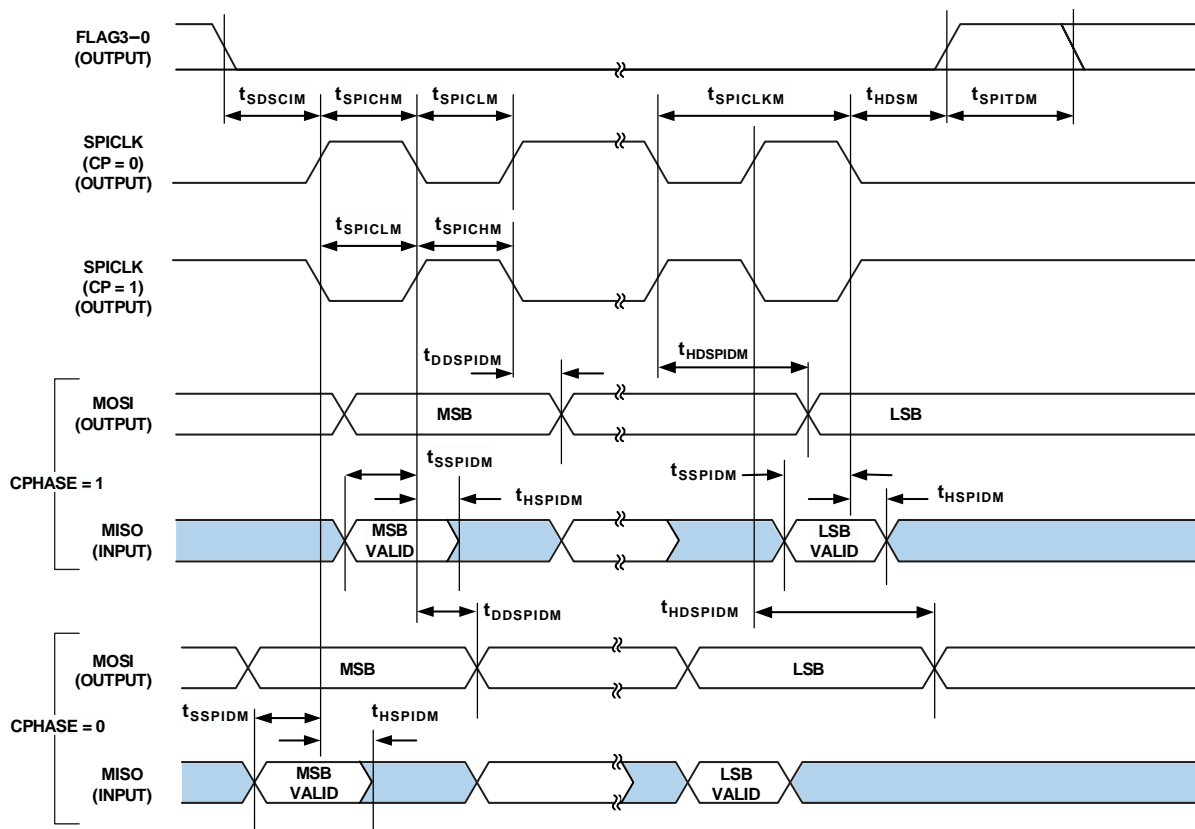 FLAG3–0
(OUTPUT)
tSDSCIM
tSPICHM
tSPICLM
tSPICLKM
tHDSM
tSPITDM
SPICLK
(CP = 0)
(OUTPUT)
tSPICLM
tSPICHM
SPICLK
(CP = 1)
(OUTPUT)
tDDSPIDM
tHDSPIDM
MOSI
(OUTPUT)
MSB
LSB
CPHASE = 1
tSSPIDM
tSSPIDM
tHSPIDM
tHSPIDM
MISO
(INPUT)
MSB
VALID
LSB
VALID
tDDSPIDM
tHDSPIDM
MOSI
(OUTPUT)
MSB
LSB
CPHASE = 0
tSSPIDM
tHSPIDM
MISO
(INPUT)
MSB
VALID
LSB
VALID